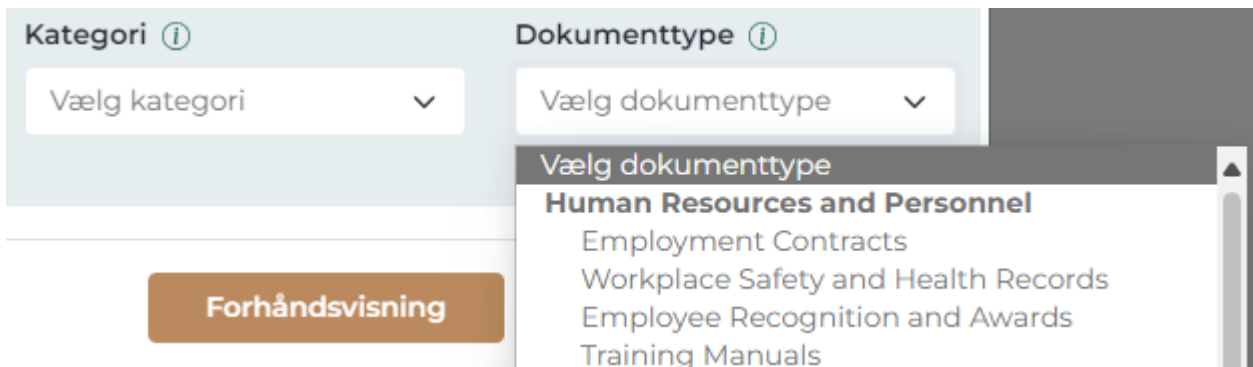 Kategori
Dokumenttype
Vælg kategori
Vælg dokumenttype
Vælg dokumenttype
Human Resources and Personnel
Employment Contracts
Workplace Safety and Health Records
Employee Recognition and Awards
Training Manuals
Forhåndsvisning